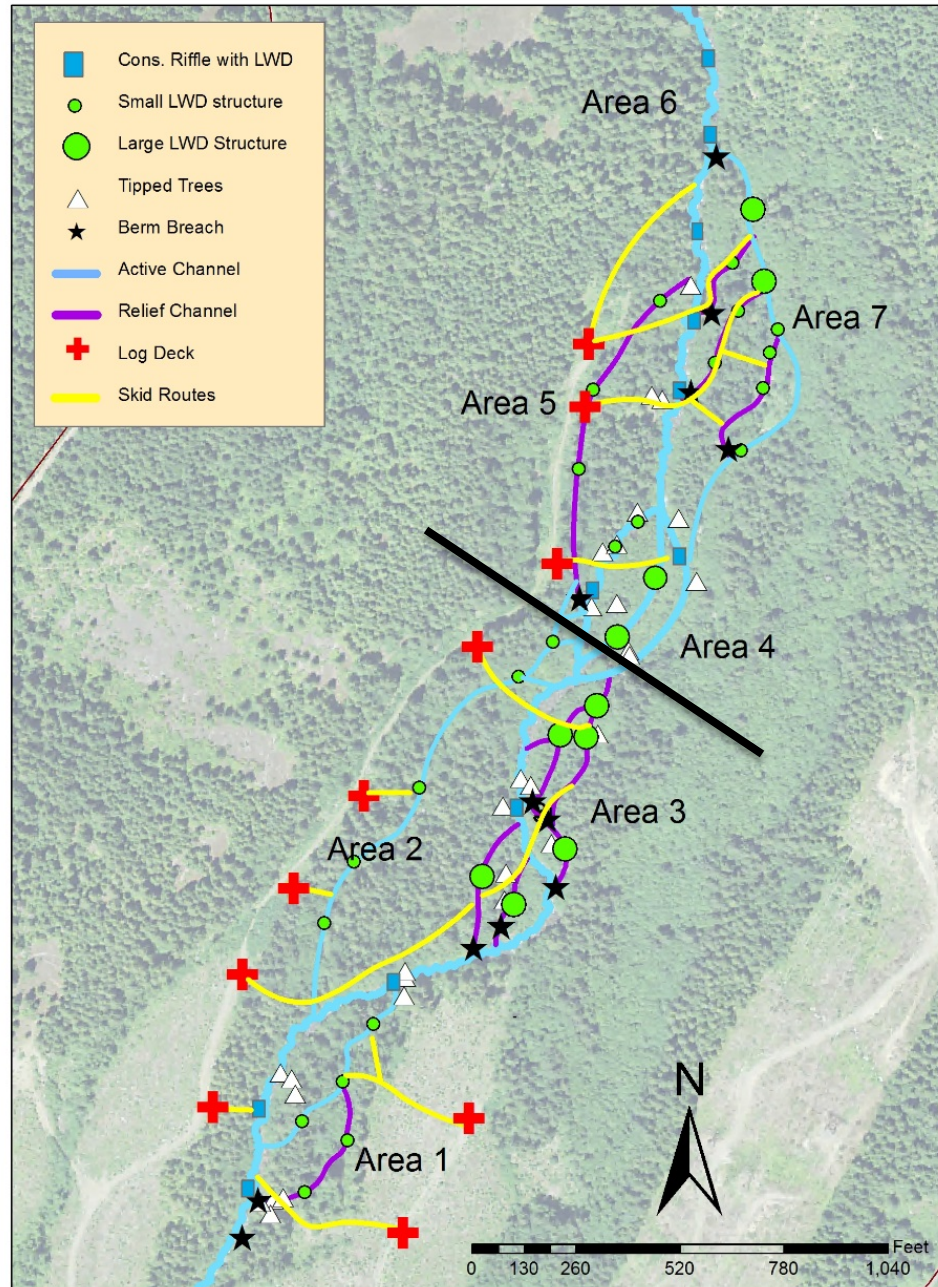 Cons. Riffle with LWD
Small LWD structure
Large LWD Structure
Tipped Trees
Berm Breach
Active Channel
Relief Channel
Log Deck
Skid Routes
Area 6
Area 7
Area 5
Area 4
Area 3
Area 2
Area 1
N
Feet
0 130 260 520 780 1,040